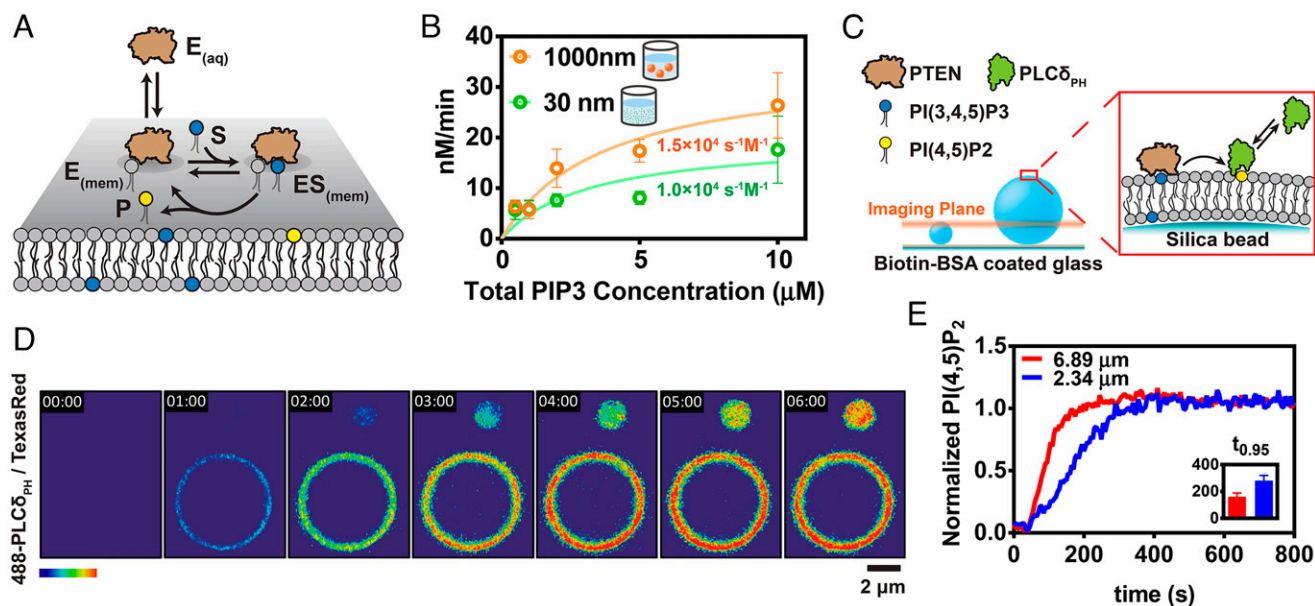 A
E(aq)
S
E(mem)
ES(mem)
P
B
nM/min
40
30
20
10
0
1000nm
30 nm
1.5×10⁴ s⁻¹M⁻¹
1.0×10⁴ s⁻¹M⁻¹
0
5
10
Total PIP3 Concentration (μM)
C
PTEN
PLCδPH
PI(3,4,5)P3
PI(4,5)P2
Imaging Plane
Biotin-BSA coated glass
Silica bead
D
488-PLCδPH / TexasRed
00:00
01:00
02:00
03:00
04:00
05:00
06:00
2 μm
E
Normalized PI(4,5)P2
1.5
1.0
0.5
0.0
6.89 μm
2.34 μm
t0.95
400
200
0
0
200
400
600
800
time (s)